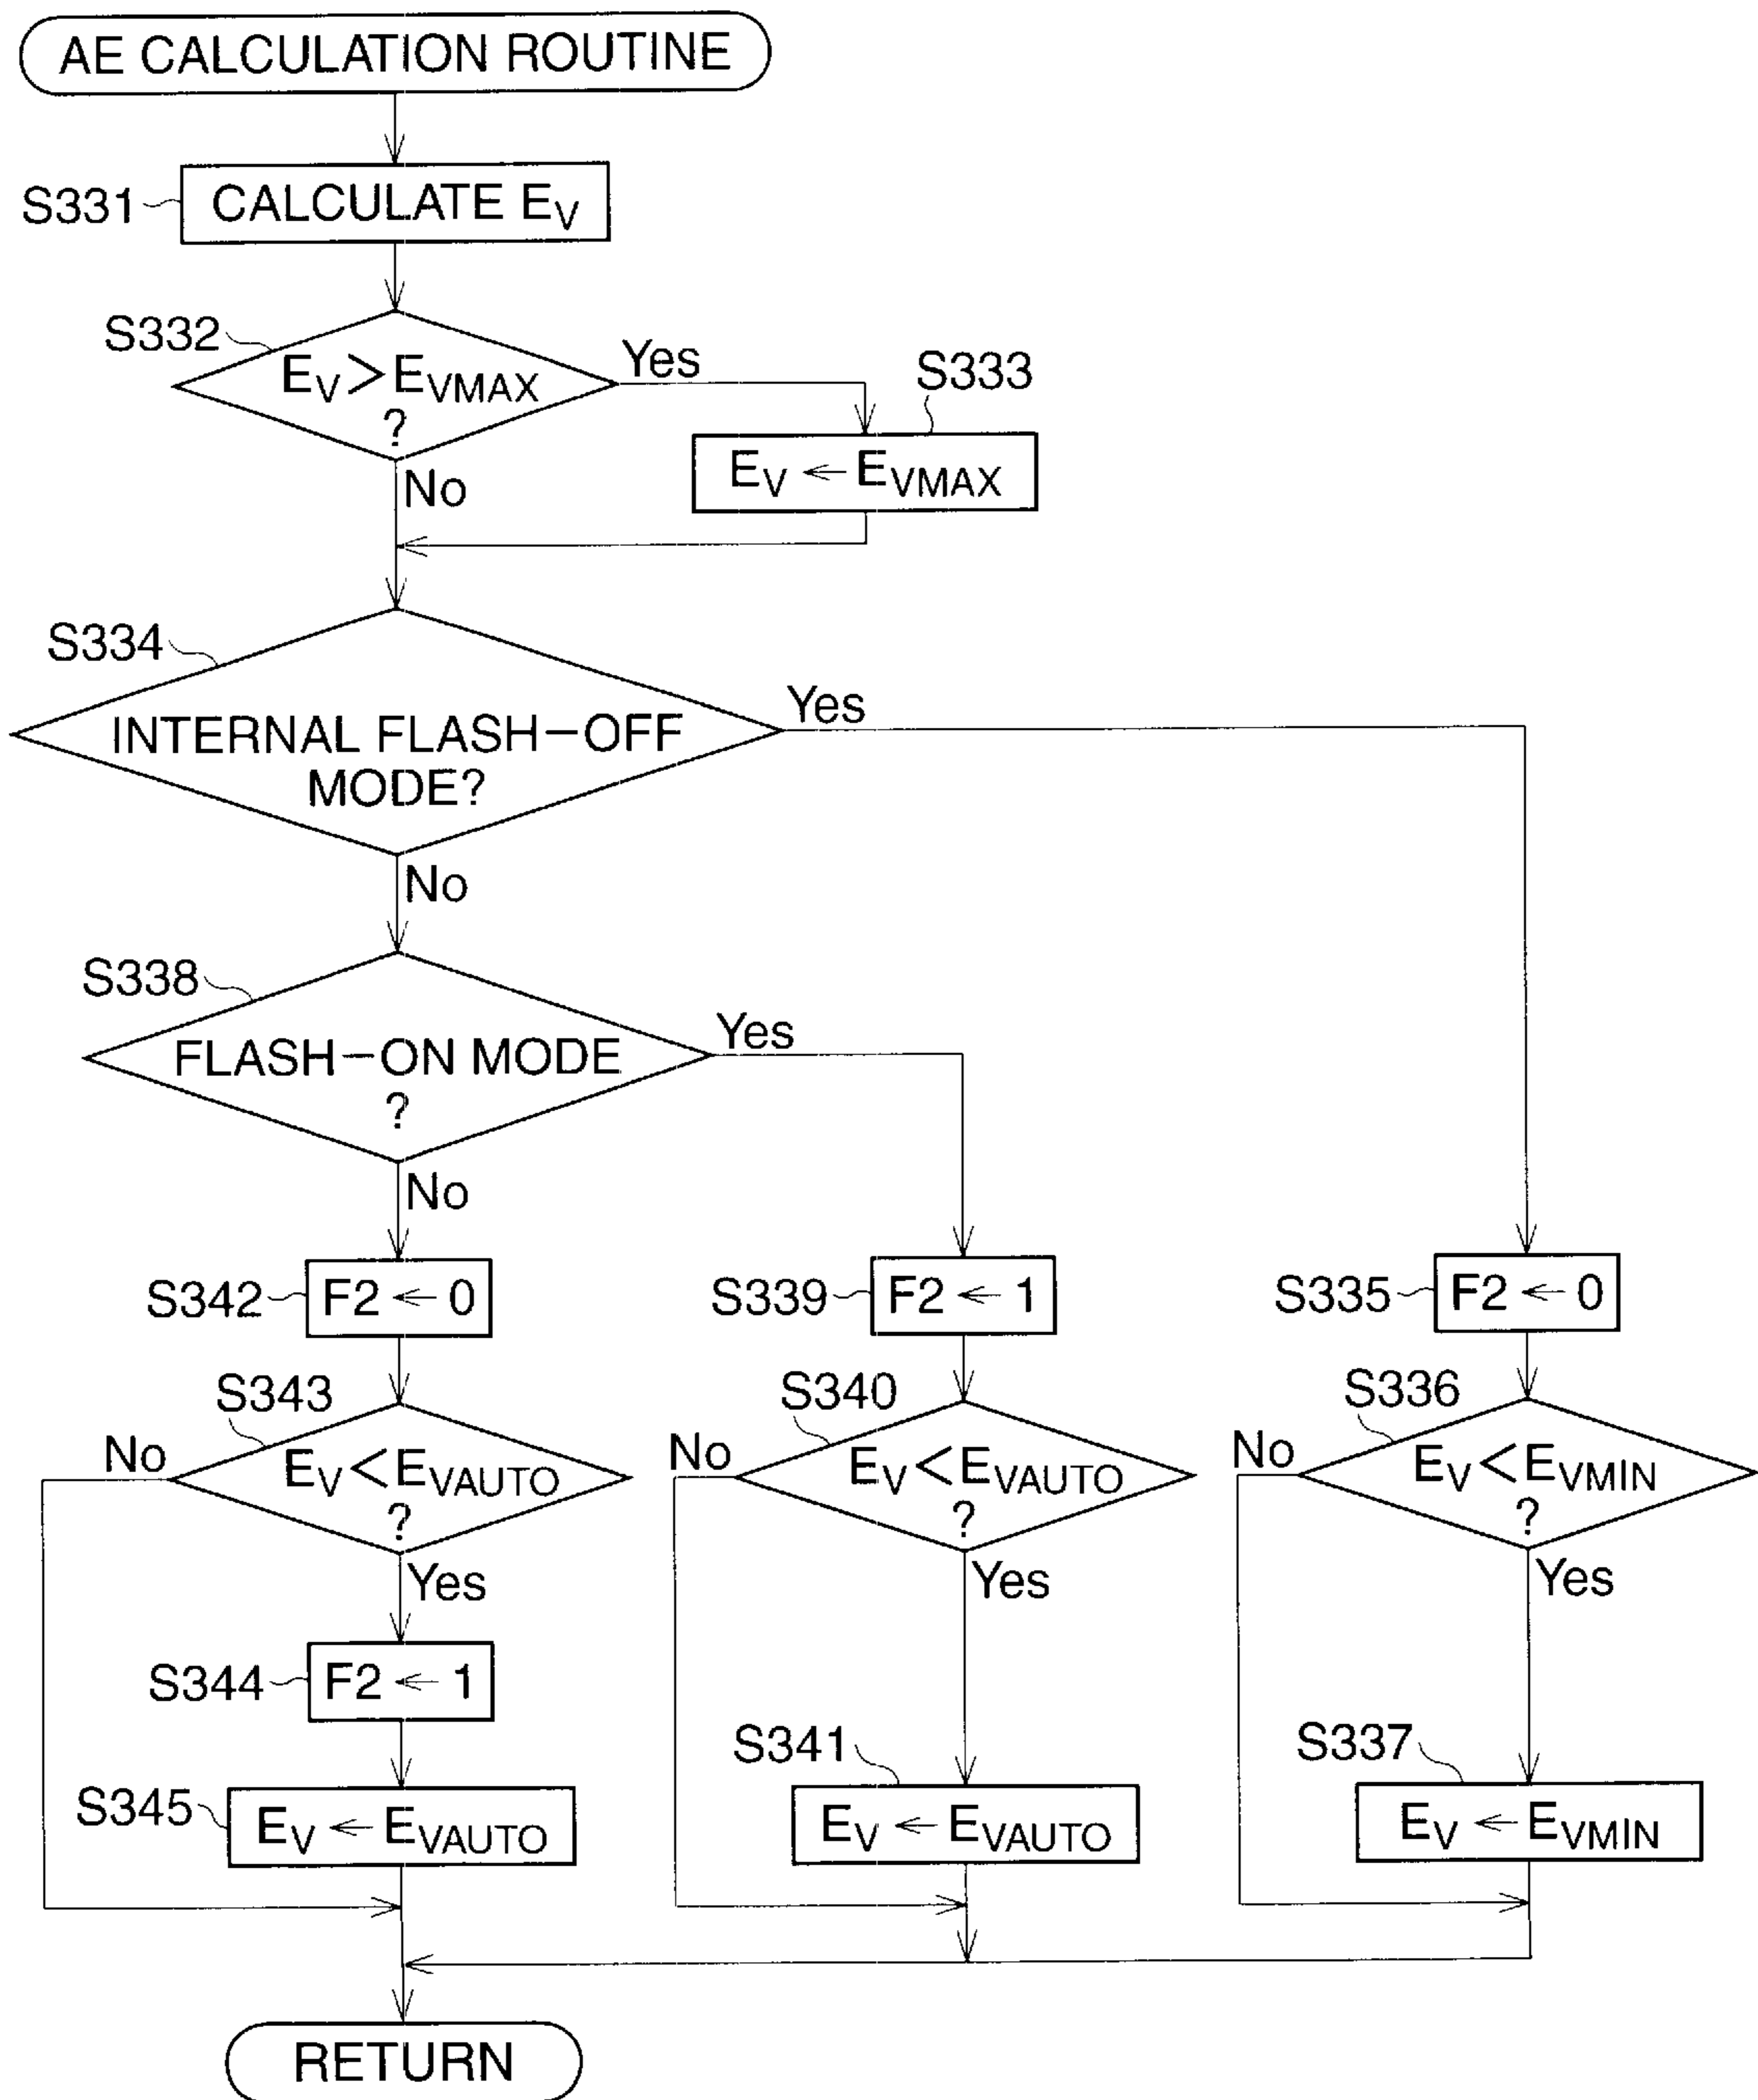 AE CALCULATION ROUTINE
S331
CALCULATE EV
S332
EV > EVMAX
?
Yes
No
S333
EV ← EVMAX
S334
INTERNAL FLASH-OFF
MODE?
Yes
No
S338
FLASH-ON MODE
?
Yes
No
S342
F2 ← 0
S339
F2 ← 1
S335
F2 ← 0
S343
EV < EVAUTO
?
No
Yes
S340
EV < EVAUTO
?
No
Yes
S336
EV < EVMIN
?
No
Yes
S344
F2 ← 1
S345
EV ← EVAUTO
S341
EV ← EVAUTO
S337
EV ← EVMIN
RETURN